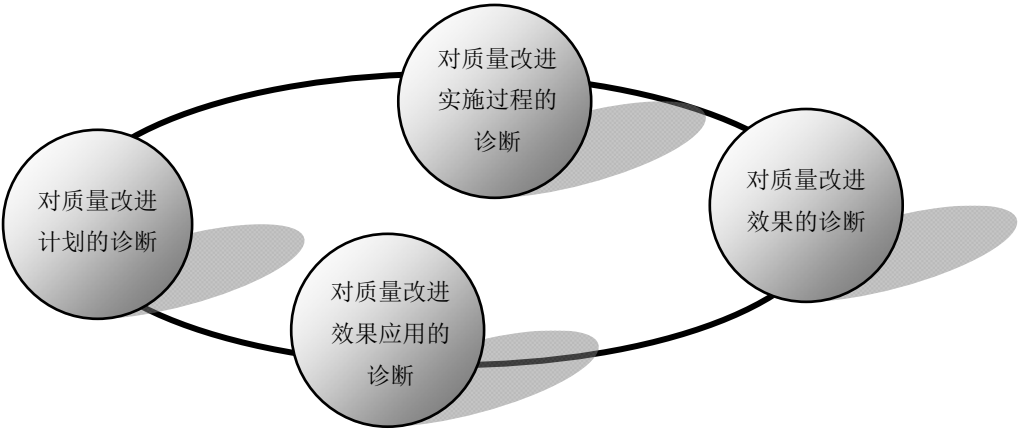 对质量改进
实施过程的
诊断
对质量改进
效果的诊断
对质量改进
计划的诊断
对质量改进
效果应用的
诊断